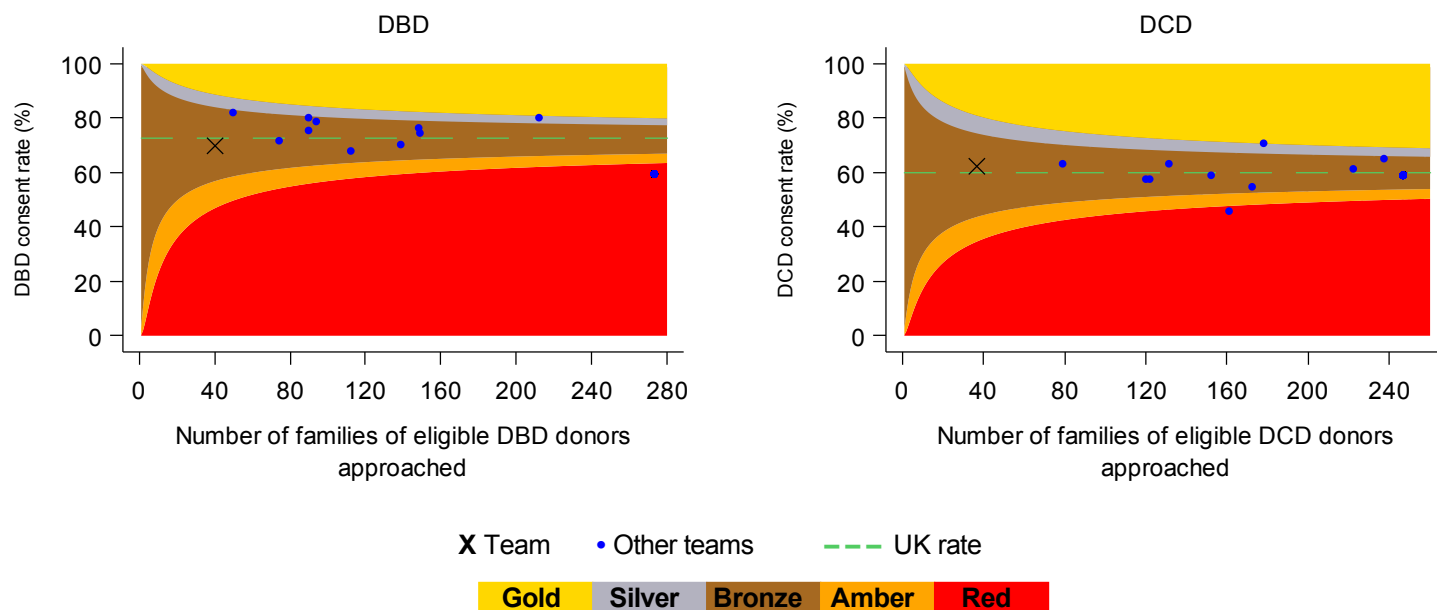 DBD
DBD consent rate (%)
100
80
60
40
20
0
0 40 80 120 160 200 240 280
Number of families of eligible DBD donors
approached
DCD
DCD consent rate (%)
100
80
60
40
20
0
0 40 80 120 160 200 240
Number of families of eligible DCD donors
approached
X Team Other teams UK rate
Gold Silver Bronze Amber Red